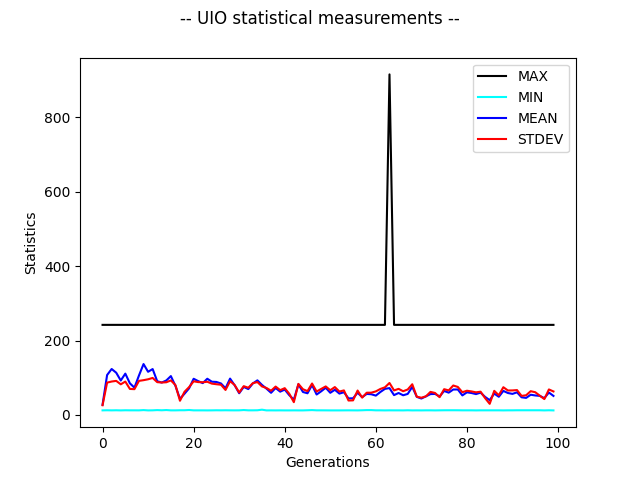 -- UIO statistical measurements --
MAX
MIN
MEAN
STDEV
Statistics
800
600
400
200
0
0 20 40 60 80 100
Generations